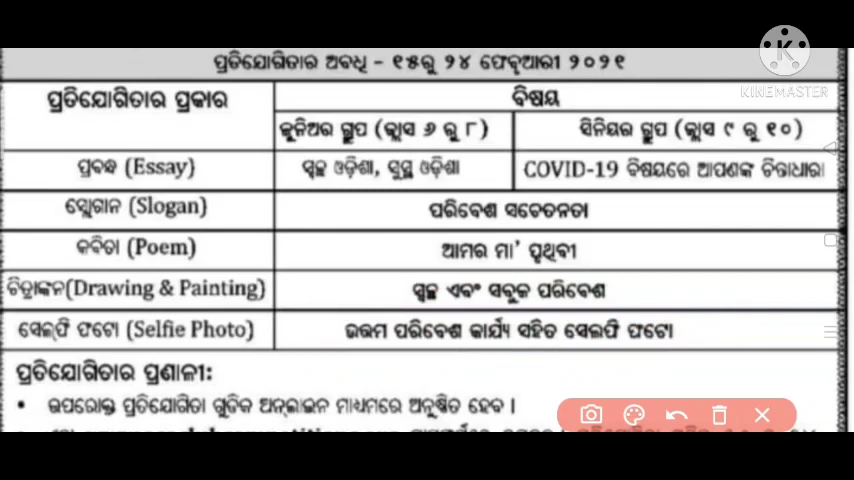 KINEMASTER
ପ୍ରତିଯୋଗିତାର ଅବଧି – ୧୫ରୁ ୨୪ ଫେବୃଆରୀ ୨୦୨୧
ପ୍ରତିଯୋଗିତାର ପ୍ରକାର
ବିଷୟ
ଜୁନିଅର ଗ୍ରୁପ (କ୍ଲାସ ୬ ରୁ ୮)
ସିନିୟର ଗ୍ରୁପ (କ୍ଲାସ ୯ ରୁ ୧୦)
ପ୍ରବନ୍ଧ (Essay)
ସ୍ୱଚ୍ଛ ଓଡ଼ିଶା, ସୁସ୍ଥ ଓଡ଼ିଶା
COVID-19 ବିଷୟରେ ଆପଣଙ୍କ ଚିନ୍ତାଧାରା
ସ୍ଲୋଗାନ (Slogan)
ପରିବେଶ ସଚେତନତା
କବିତା (Poem)
ଆମର ମା' ପୃଥିବୀ
ଚିତ୍ରାଙ୍କନ(Drawing & Painting)
ସ୍ୱଚ୍ଛ ଏବଂ ସବୁଜ ପରିବେଶ
ସେଲ୍‌ଫି ଫଟୋ (Selfie Photo)
ଉତ୍ତମ ପରିବେଶ କାର୍ଯ୍ୟ ସହିତ ସେଲଫି ଫଟୋ
ପ୍ରତିଯୋଗିତାର ପ୍ରଣାଳୀ:
• ଉପରୋକ୍ତ ପ୍ରତିଯୋଗିତା ଗୁଡିକ ଅନ୍‌ଲାଇନ ମାଧ୍ୟମରେ ଅନୁଷ୍ଠିତ ହେବ ।